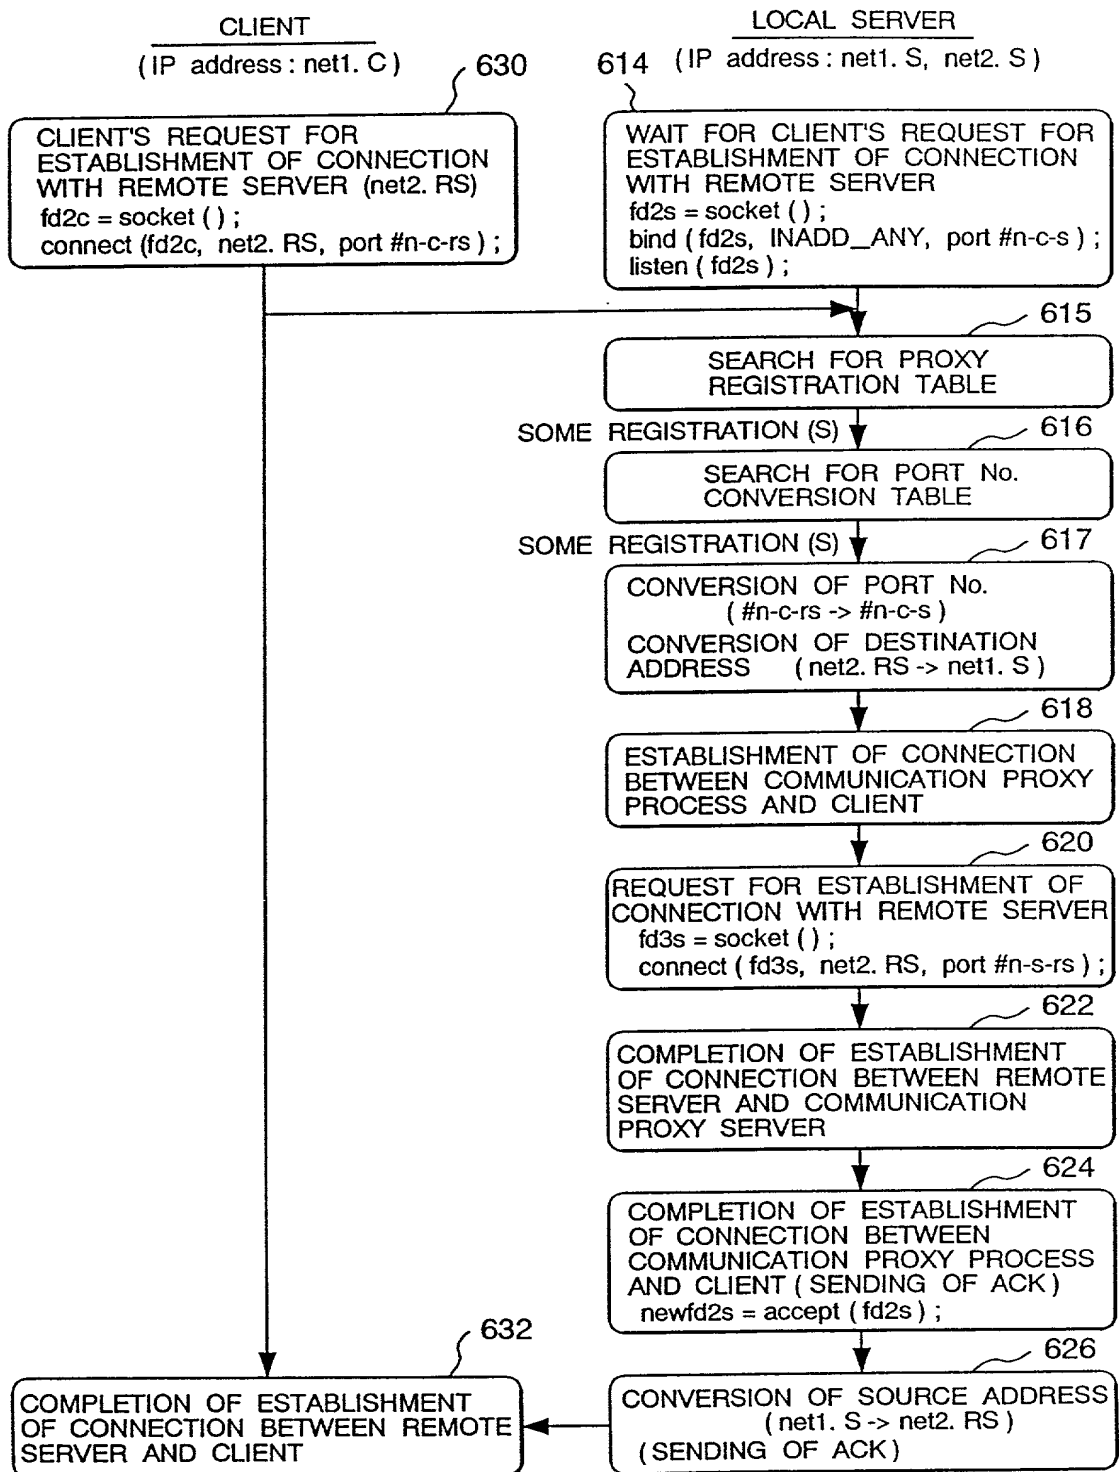 CLIENT
(IP address : net1. C)
630
CLIENT'S REQUEST FOR
ESTABLISHMENT OF CONNECTION
WITH REMOTE SERVER (net2. RS)
fd2c = socket ( ) ;
connect (fd2c, net2. RS, port #n-c-rs ) ;
LOCAL SERVER
614
(IP address : net1. S, net2. S)
WAIT FOR CLIENT'S REQUEST FOR
ESTABLISHMENT OF CONNECTION
WITH REMOTE SERVER
fd2s = socket ( ) ;
bind ( fd2s, INADD_ANY, port #n-c-s ) ;
listen ( fd2s ) ;
615
SEARCH FOR PROXY
REGISTRATION TABLE
SOME REGISTRATION (S)
616
SEARCH FOR PORT No.
CONVERSION TABLE
SOME REGISTRATION (S)
617
CONVERSION OF PORT No.
( #n-c-rs -> #n-c-s )
CONVERSION OF DESTINATION
ADDRESS ( net2. RS -> net1. S )
618
ESTABLISHMENT OF CONNECTION
BETWEEN COMMUNICATION PROXY
PROCESS AND CLIENT
620
REQUEST FOR ESTABLISHMENT OF
CONNECTION WITH REMOTE SERVER
fd3s = socket ( ) ;
connect ( fd3s, net2. RS, port #n-s-rs ) ;
622
COMPLETION OF ESTABLISHMENT
OF CONNECTION BETWEEN REMOTE
SERVER AND COMMUNICATION
PROXY SERVER
624
COMPLETION OF ESTABLISHMENT
OF CONNECTION BETWEEN
COMMUNICATION PROXY PROCESS
AND CLIENT ( SENDING OF ACK )
newfd2s = accept ( fd2s ) ;
626
CONVERSION OF SOURCE ADDRESS
( net1. S -> net2. RS )
(SENDING OF ACK )
632
COMPLETION OF ESTABLISHMENT
OF CONNECTION BETWEEN REMOTE
SERVER AND CLIENT